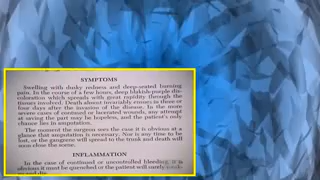 SYMPTOMS
Swelling with dusky redness and deep-seated burning
pain. In the course of a few hours, deep blakish-purple dis-
coloration which spreads with great rapidity through the
tissues involved. Death almost invariably ensues in three or
four days after the invasion of the disease. In the more
severe cases of contused or lacerated wounds, any attempt
at saving the part may be hopeless, and the patient's only
chance lies in amputation.
The moment the surgeon sees the case it is obvious at a
glance that amputation is necessary. Nor is any time to be
lost, or the gangrene will spread to the trunk and death will
soon close the scene.
INFLAMMATION
In the case of continued or uncontrolled bleeding, it is
obvious it must be quenched or the patient will surely